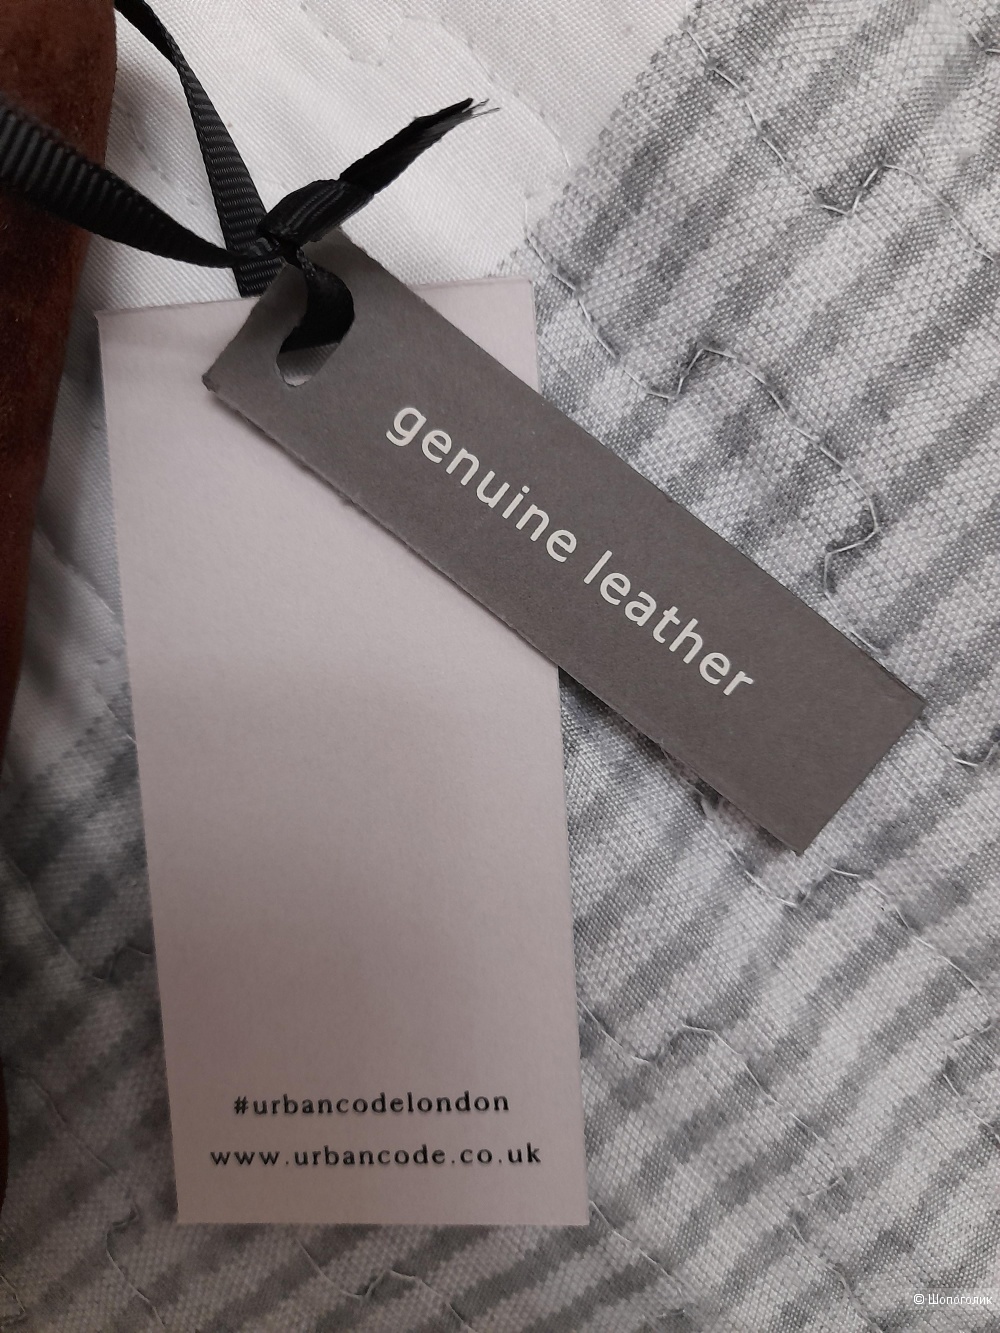 genuine leather
#urbancodelondon
www.urbancode.co.uk
© Шопоголик